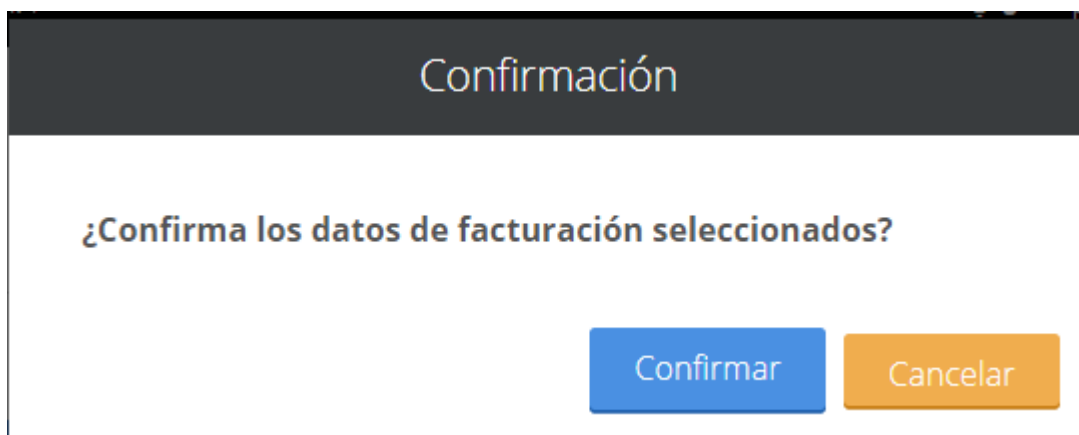 Confirmación
¿Confirma los datos de facturación seleccionados?
Confirmar
Cancelar